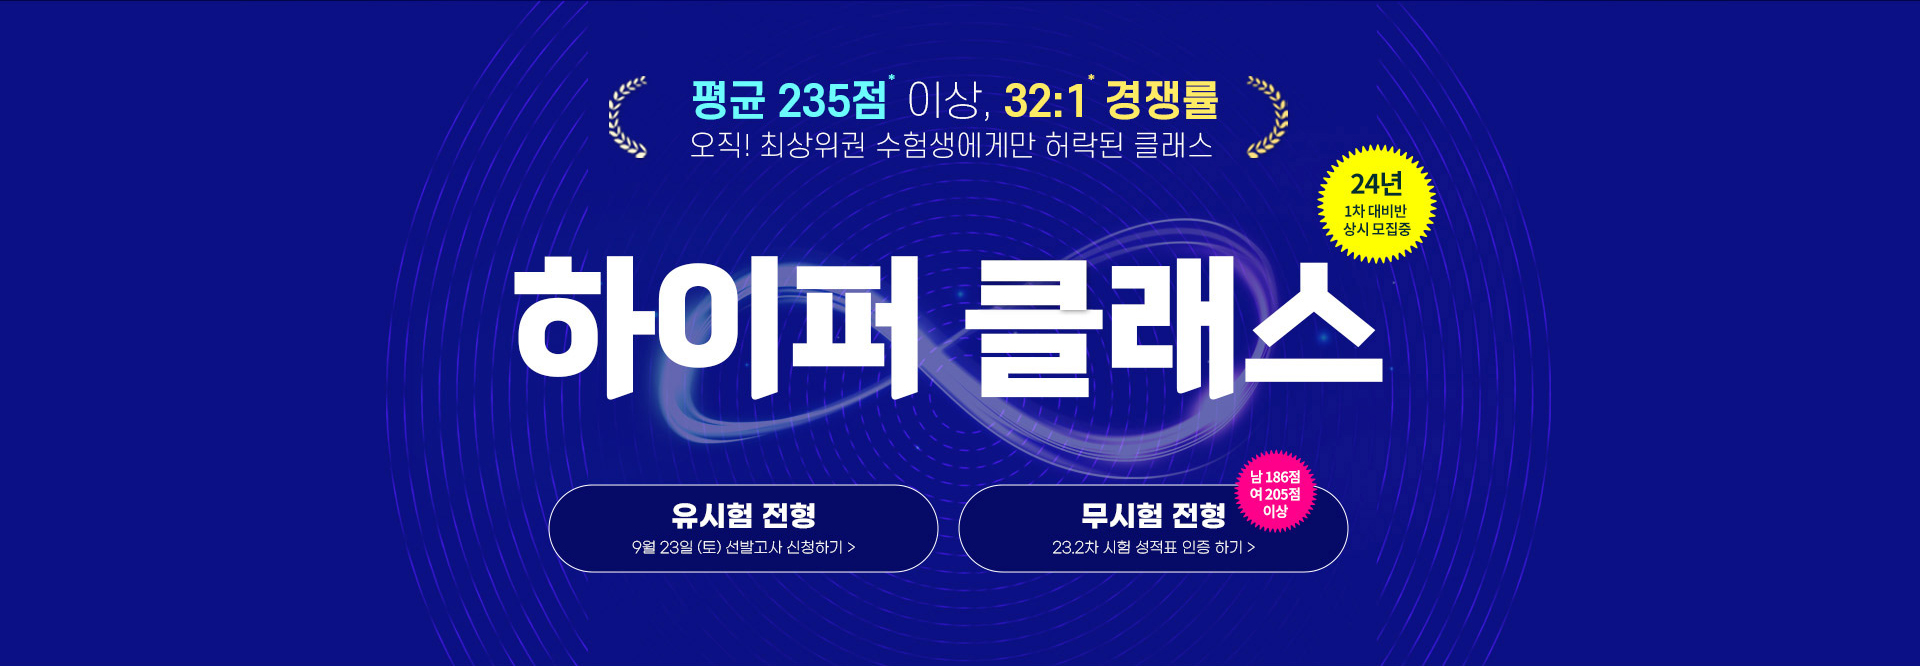 평균 235점* 이상, 32:1* 경쟁률
오직! 최상위권 수험생에게만 허락된 클래스
24년
1차 대비반
상시 모집중
하이퍼 클래스
유시험 전형
9월 23일 (토) 선발고사 신청하기 >
무시험 전형
23.2차 시험 성적표 인증 하기 >
남 186점
여 205점
이상